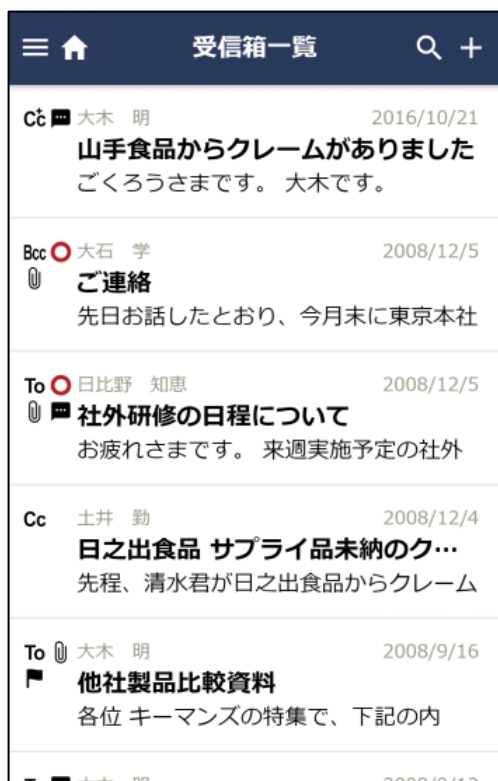 受信箱一覧
Cc 大木 明 2016/10/21
山手食品からクレームがありました
ごくろうさまです。 大木です。
Bcc 大石 学 2008/12/5
ご連絡
先日お話したとおり、今月末に東京本社
To 日比野 知恵 2008/12/5
社外研修の日程について
お疲れさまです。 来週実施予定の社外
Cc 土井 勤 2008/12/4
日之出食品 サプライ品未納のク…
先程、清水君が日之出食品からクレーム
To 大木 明 2008/9/16
他社製品比較資料
各位 キーマンズの特集で、下記の内